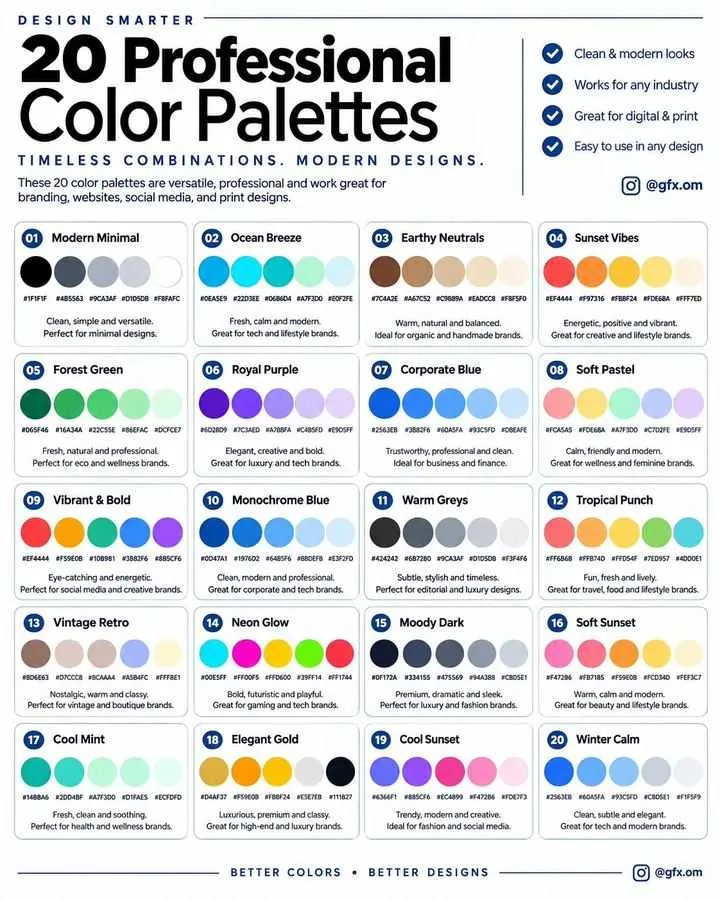 DESIGN SMARTER
20 Professional
Color Palettes
TIMELESS COMBINATIONS. MODERN DESIGNS.
These 20 color palettes are versatile, professional and work great for
branding, websites, social media, and print designs.
Clean & modern looks
Works for any industry
Great for digital & print
Easy to use in any design
@gfx.om
01 Modern Minimal
#1F1F1F #4B5563 #9CA3AF #D1D5DB #F8FAFC
Clean, simple and versatile.
Perfect for minimal designs.
02 Ocean Breeze
#0EA5E9 #22D3EE #06B6D4 #A7F3D0 #E0F2FE
Fresh, calm and modern.
Great for tech and lifestyle brands.
03 Earthy Neutrals
#7C4A2E #A67C52 #C9B89A #EADCC8 #F8F5F0
Warm, natural and balanced.
Ideal for organic and handmade brands.
04 Sunset Vibes
#EF4444 #F97316 #FBBF24 #FDE68A #FFF7ED
Energetic, positive and vibrant.
Great for creative and lifestyle brands.
05 Forest Green
#065F46 #16A34A #22C55E #86EFAC #DCFCE7
Fresh, natural and professional.
Perfect for eco and wellness brands.
06 Royal Purple
#6D28D9 #7C3AED #A78BFA #C4B5FD #E9D5FF
Elegant, creative and bold.
Great for luxury and tech brands.
07 Corporate Blue
#2563EB #3B82F6 #60A5FA #93C5FD #DBEAFE
Trustworthy, professional and clean.
Ideal for business and finance.
08 Soft Pastel
#FCA5A5 #FDE68A #A7F3D0 #C7D2FE #E9D5FF
Calm, friendly and modern.
Great for wellness and feminine brands.
09 Vibrant & Bold
#EF4444 #F59E0B #10B981 #3B82F6 #8B5CF6
Eye-catching and energetic.
Perfect for social media and creative brands.
10 Monochrome Blue
#0D47A1 #1976D2 #64B5F6 #BBDEFB #E3F2FD
Clean, modern and professional.
Great for corporate and tech brands.
11 Warm Greys
#424242 #6B7280 #9CA3AF #D1D5DB #F3F4F6
Subtle, stylish and timeless.
Perfect for editorial and luxury designs.
12 Tropical Punch
#FF6B6B #FFB74D #FFD54F #7ED957 #4DD0E1
Fun, fresh and lively.
Great for travel, food and lifestyle brands.
13 Vintage Retro
#8D6E63 #D7CCC8 #BCAAA4 #A5B4FC #FFF8E1
Nostalgic, warm and classy.
Perfect for vintage and boutique brands.
14 Neon Glow
#00E5FF #FF00F5 #FFD600 #39FF14 #FF1744
Bold, futuristic and playful.
Great for gaming and tech brands.
15 Moody Dark
#0F172A #334155 #475569 #94A3B8 #CBD5E1
Premium, dramatic and sleek.
Perfect for luxury and fashion brands.
16 Soft Sunset
#F472B6 #FB7185 #F59E0B #FCD34D #FEF3C7
Warm, calm and modern.
Great for beauty and lifestyle brands.
17 Cool Mint
#14B8A6 #2DD4BF #A7F3D0 #D1FAE5 #ECFDFD
Fresh, clean and soothing.
Perfect for health and wellness brands.
18 Elegant Gold
#D4AF37 #F59E0B #FBBF24 #E5E7EB #111827
Luxurious, premium and classy.
Great for high-end and luxury brands.
19 Cool Sunset
#6366F1 #8B5CF6 #EC4899 #F472B6 #FDE7F3
Trendy, modern and creative.
Ideal for fashion and social media.
20 Winter Calm
#2563EB #60A5FA #93C5FD #CBD5E1 #F1F5F9
Clean, subtle and elegant.
Great for tech and modern brands.
BETTER COLORS • BETTER DESIGNS
@gfx.om